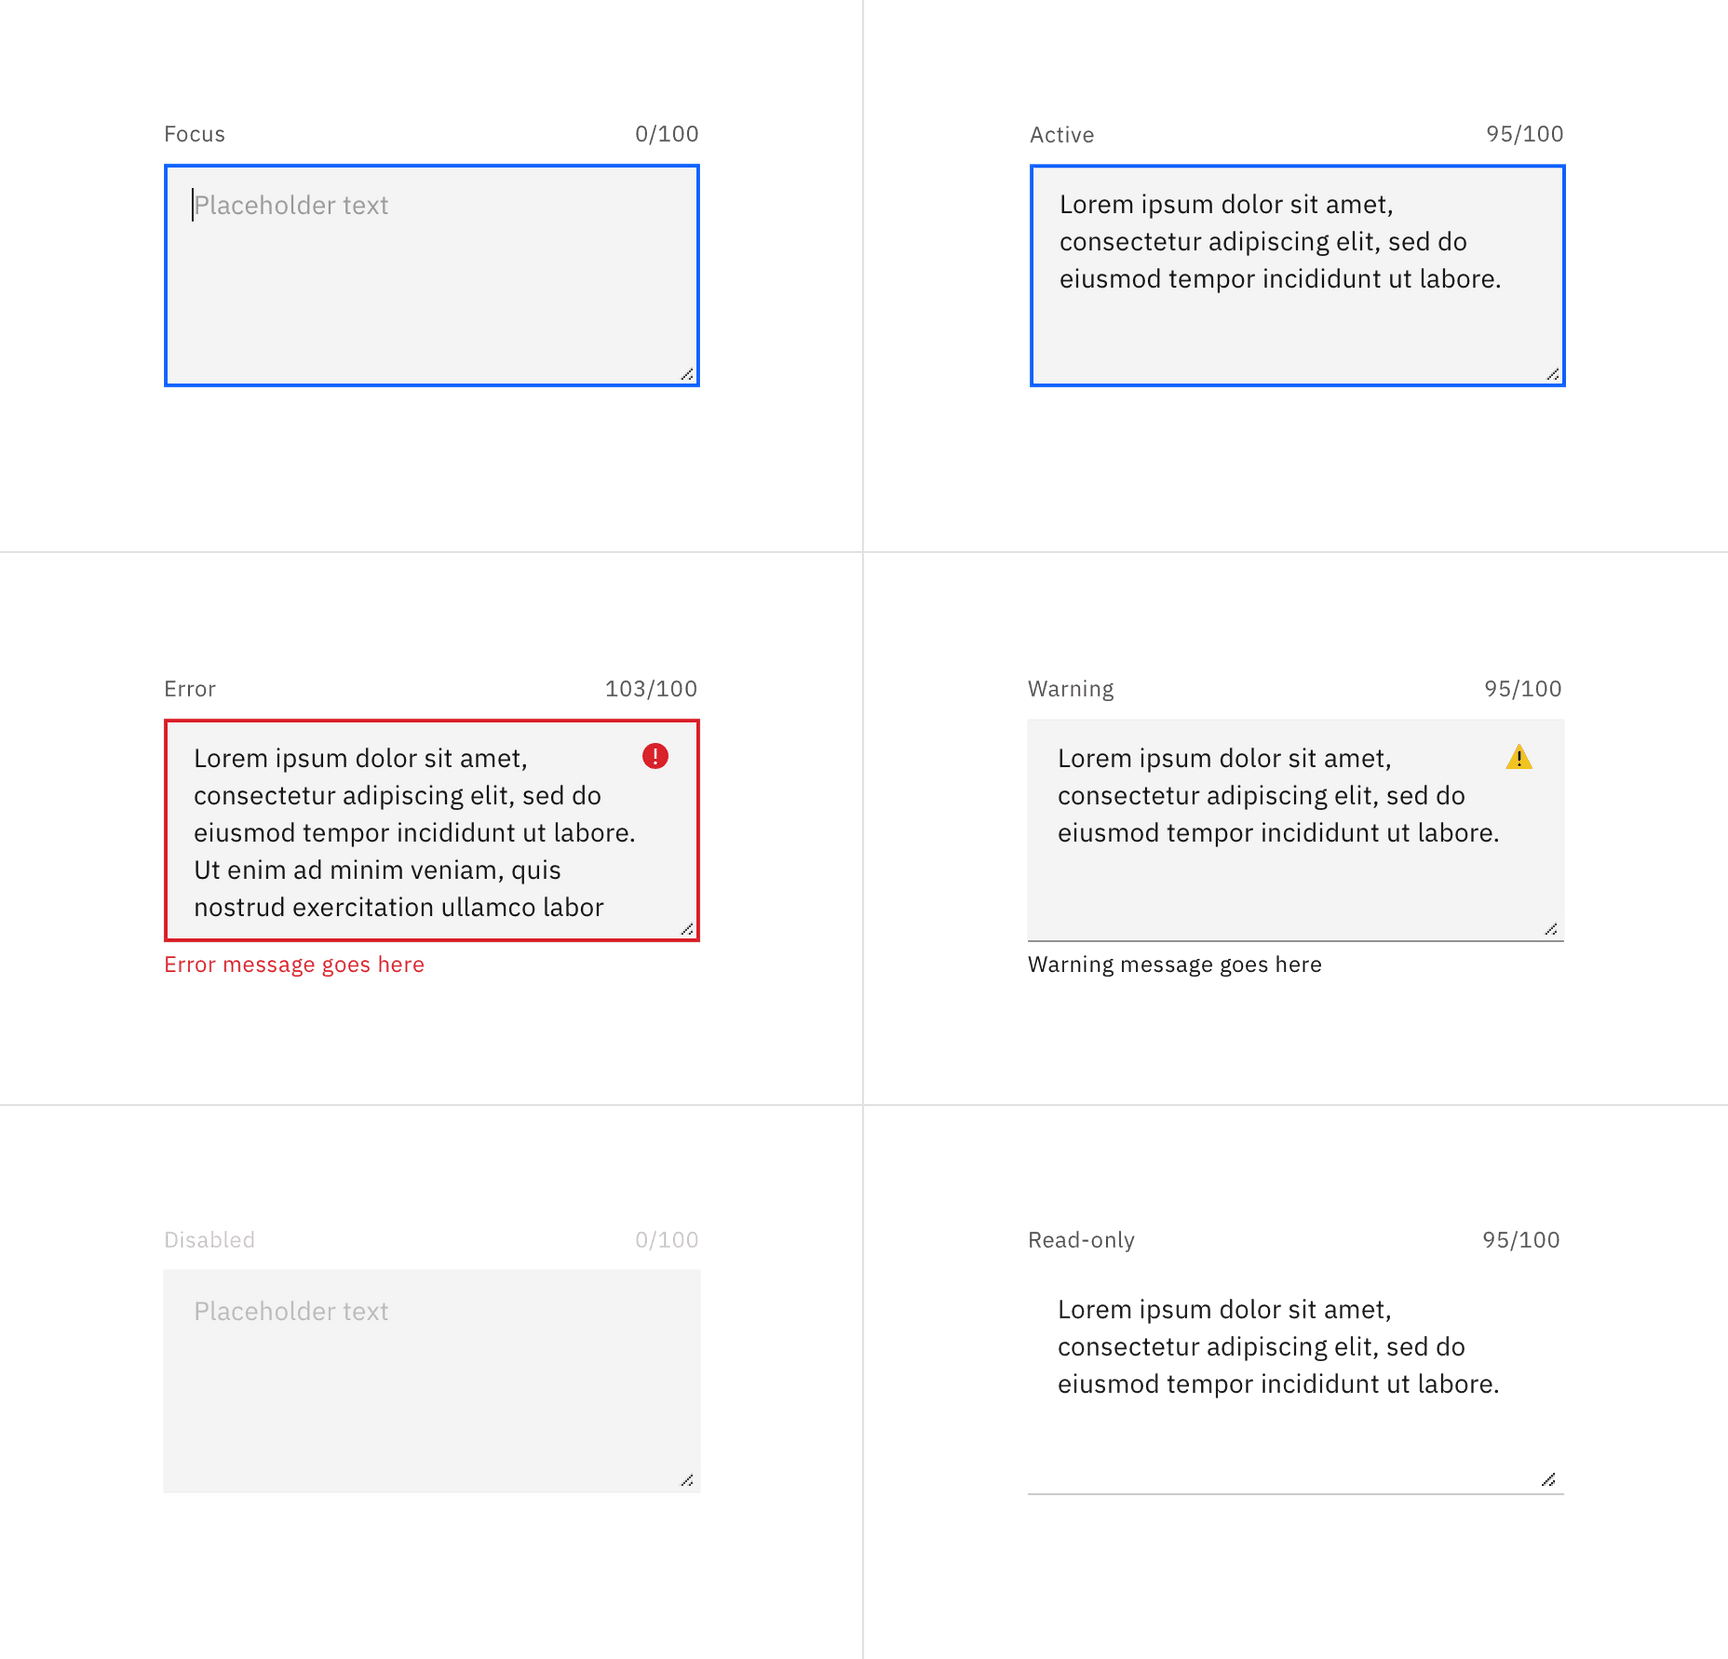 Focus 0/100
Placeholder text
Active 95/100
Lorem ipsum dolor sit amet,
consectetur adipiscing elit, sed do
eiusmod tempor incididunt ut labore.
Error 103/100
Lorem ipsum dolor sit amet,
consectetur adipiscing elit, sed do
eiusmod tempor incididunt ut labore.
Ut enim ad minim veniam, quis
nostrud exercitation ullamco labor
Error message goes here
Warning 95/100
Lorem ipsum dolor sit amet,
consectetur adipiscing elit, sed do
eiusmod tempor incididunt ut labore.
Warning message goes here
Disabled 0/100
Placeholder text
Read-only 95/100
Lorem ipsum dolor sit amet,
consectetur adipiscing elit, sed do
eiusmod tempor incididunt ut labore.